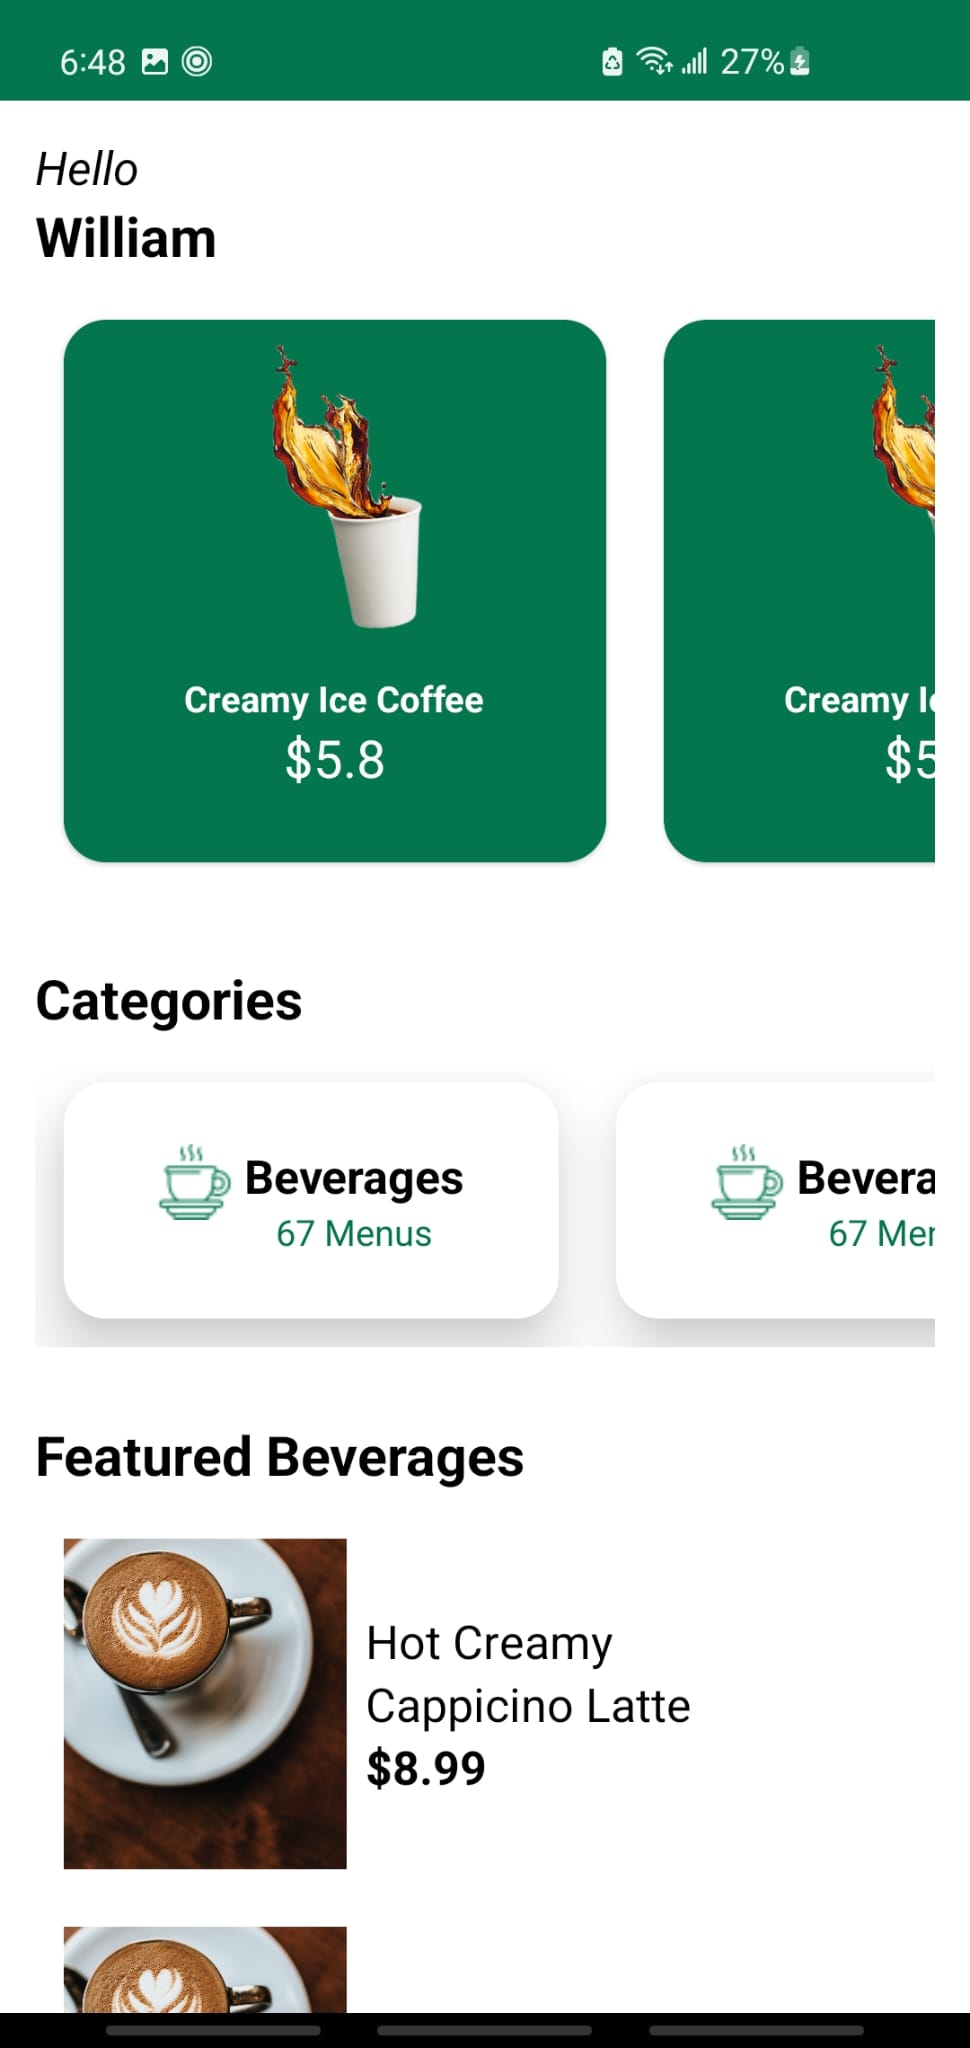 6:48 27%
Hello
William
Creamy Ice Coffee
$5.8
Creamy I
$5
Categories
Beverages
67 Menus
Bevera
67 Mer
Featured Beverages
Hot Creamy
Cappicino Latte
$8.99